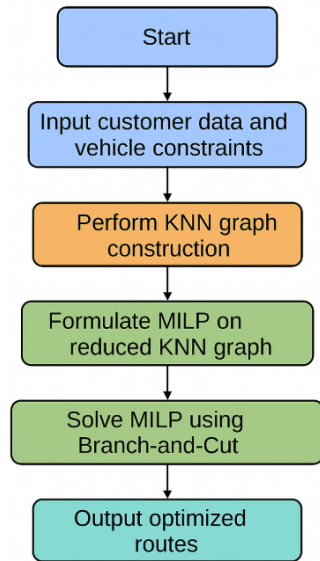 Start
Input customer data and
vehicle constraints
Perform KNN graph
construction
Formulate MILP on
reduced KNN graph
Solve MILP using
Branch-and-Cut
Output optimized
routes